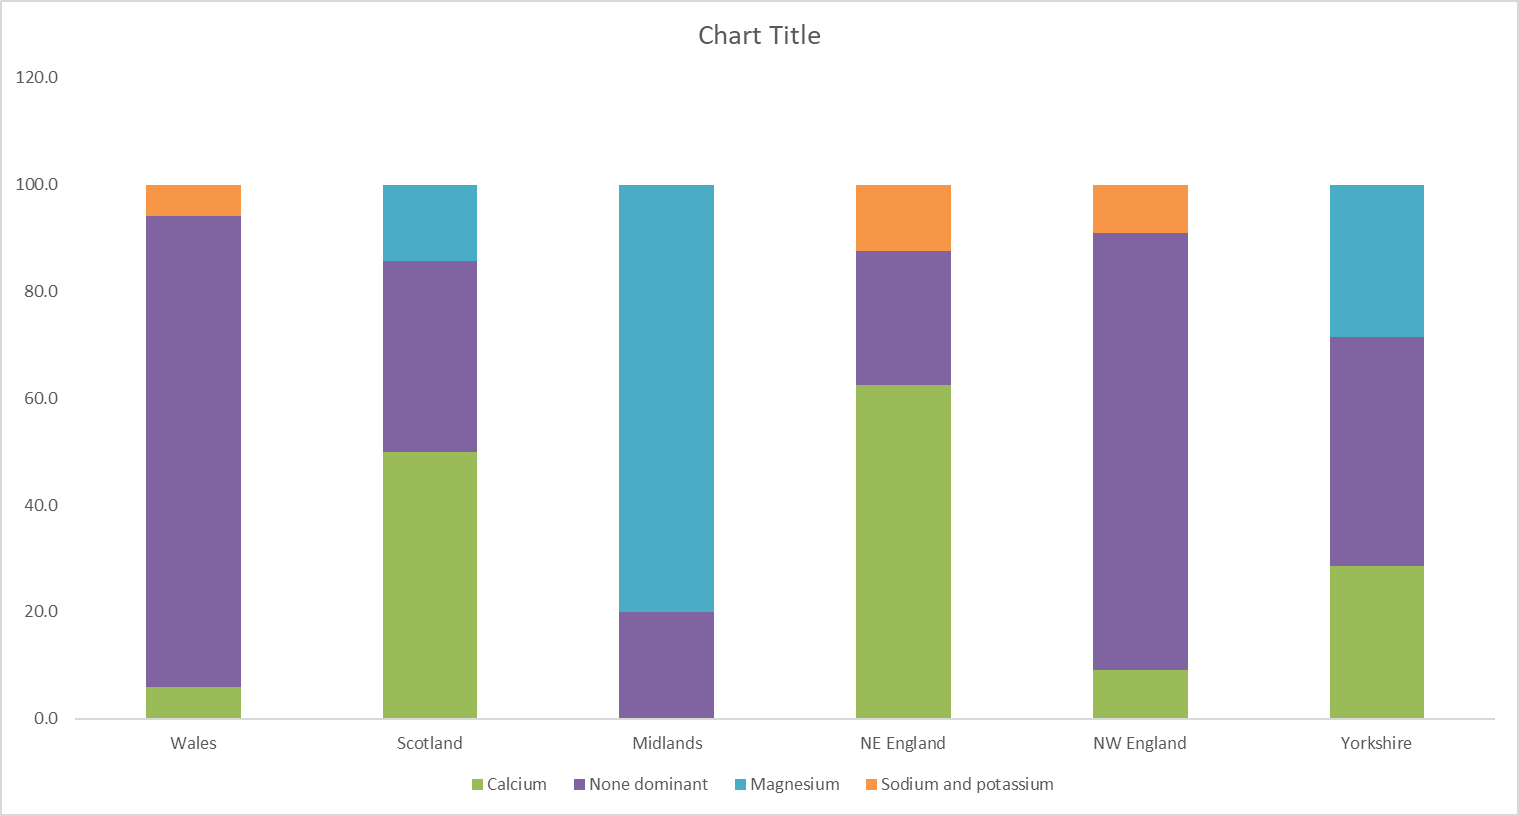 Chart Title
120.0
100.0
80.0
60.0
40.0
20.0
0.0
Wales Scotland Midlands NE England NW England Yorkshire
Calcium None dominant Magnesium Sodium and potassium